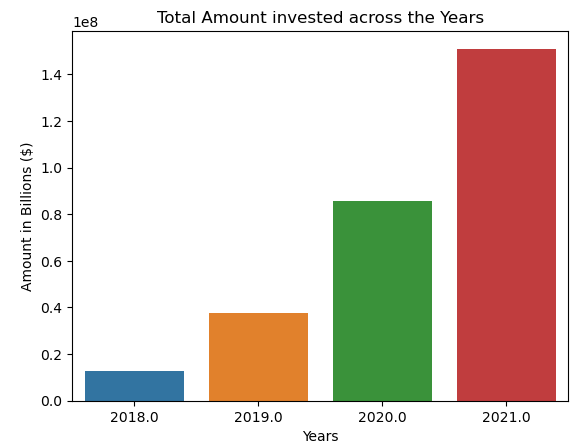 Total Amount invested across the Years
1e8
1.4
1.2
1.0
0.8
0.6
0.4
0.2
0.0
Amount in Billions ($)
2018.0 2019.0 2020.0 2021.0
Years